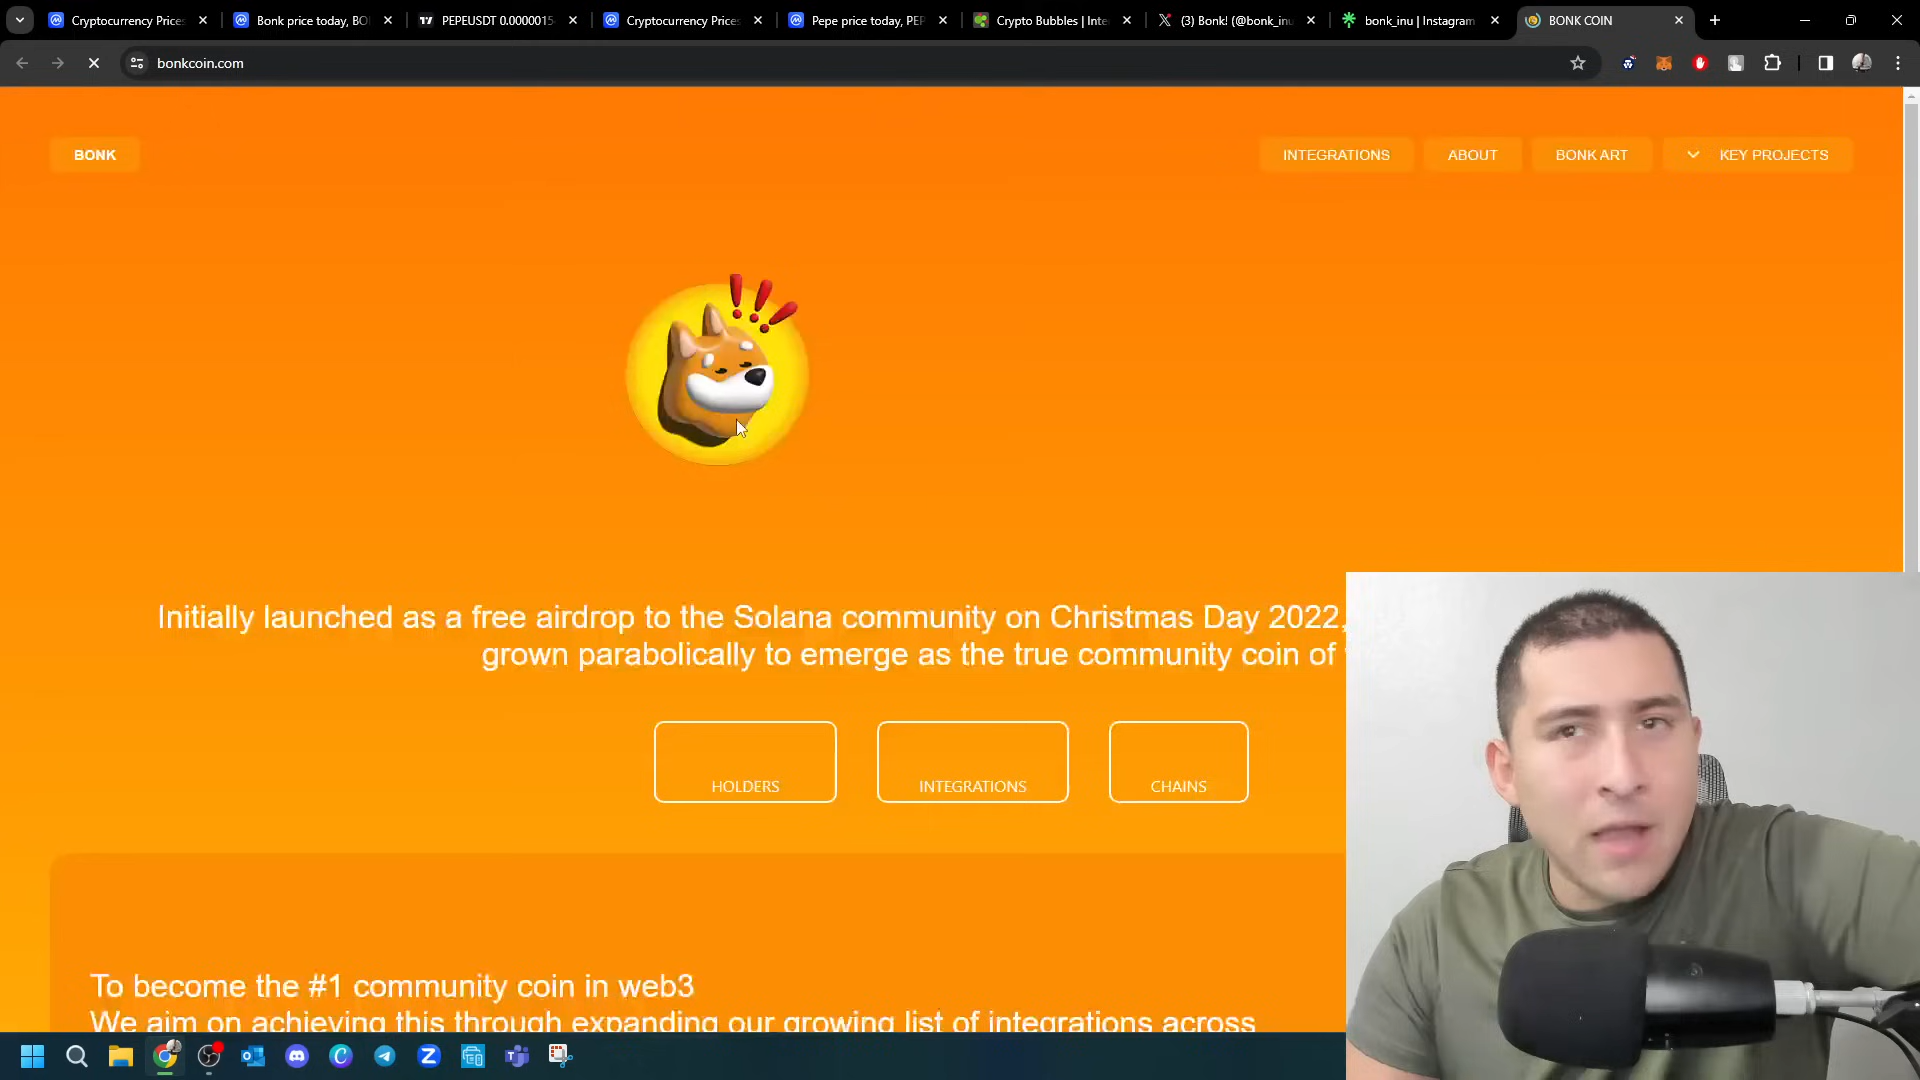 Cryptocurrency Prices
Bonk price today, BO
PEPEUSDT 0.0000015
Cryptocurrency Prices
Pepe price today, PEP
Crypto Bubbles | Inte
(3) Bonk! (@bonk_inu
bonk_inu | Instagram
BONK COIN
bonkcoin.com
BONK
INTEGRATIONS
ABOUT
BONK ART
KEY PROJECTS
Initially launched as a free airdrop to the Solana community on Christmas Day 2022,
grown parabolically to emerge as the true community coin of
HOLDERS
INTEGRATIONS
CHAINS
To become the #1 community coin in web3
We aim on achieving this through expanding our growing list of integrations across